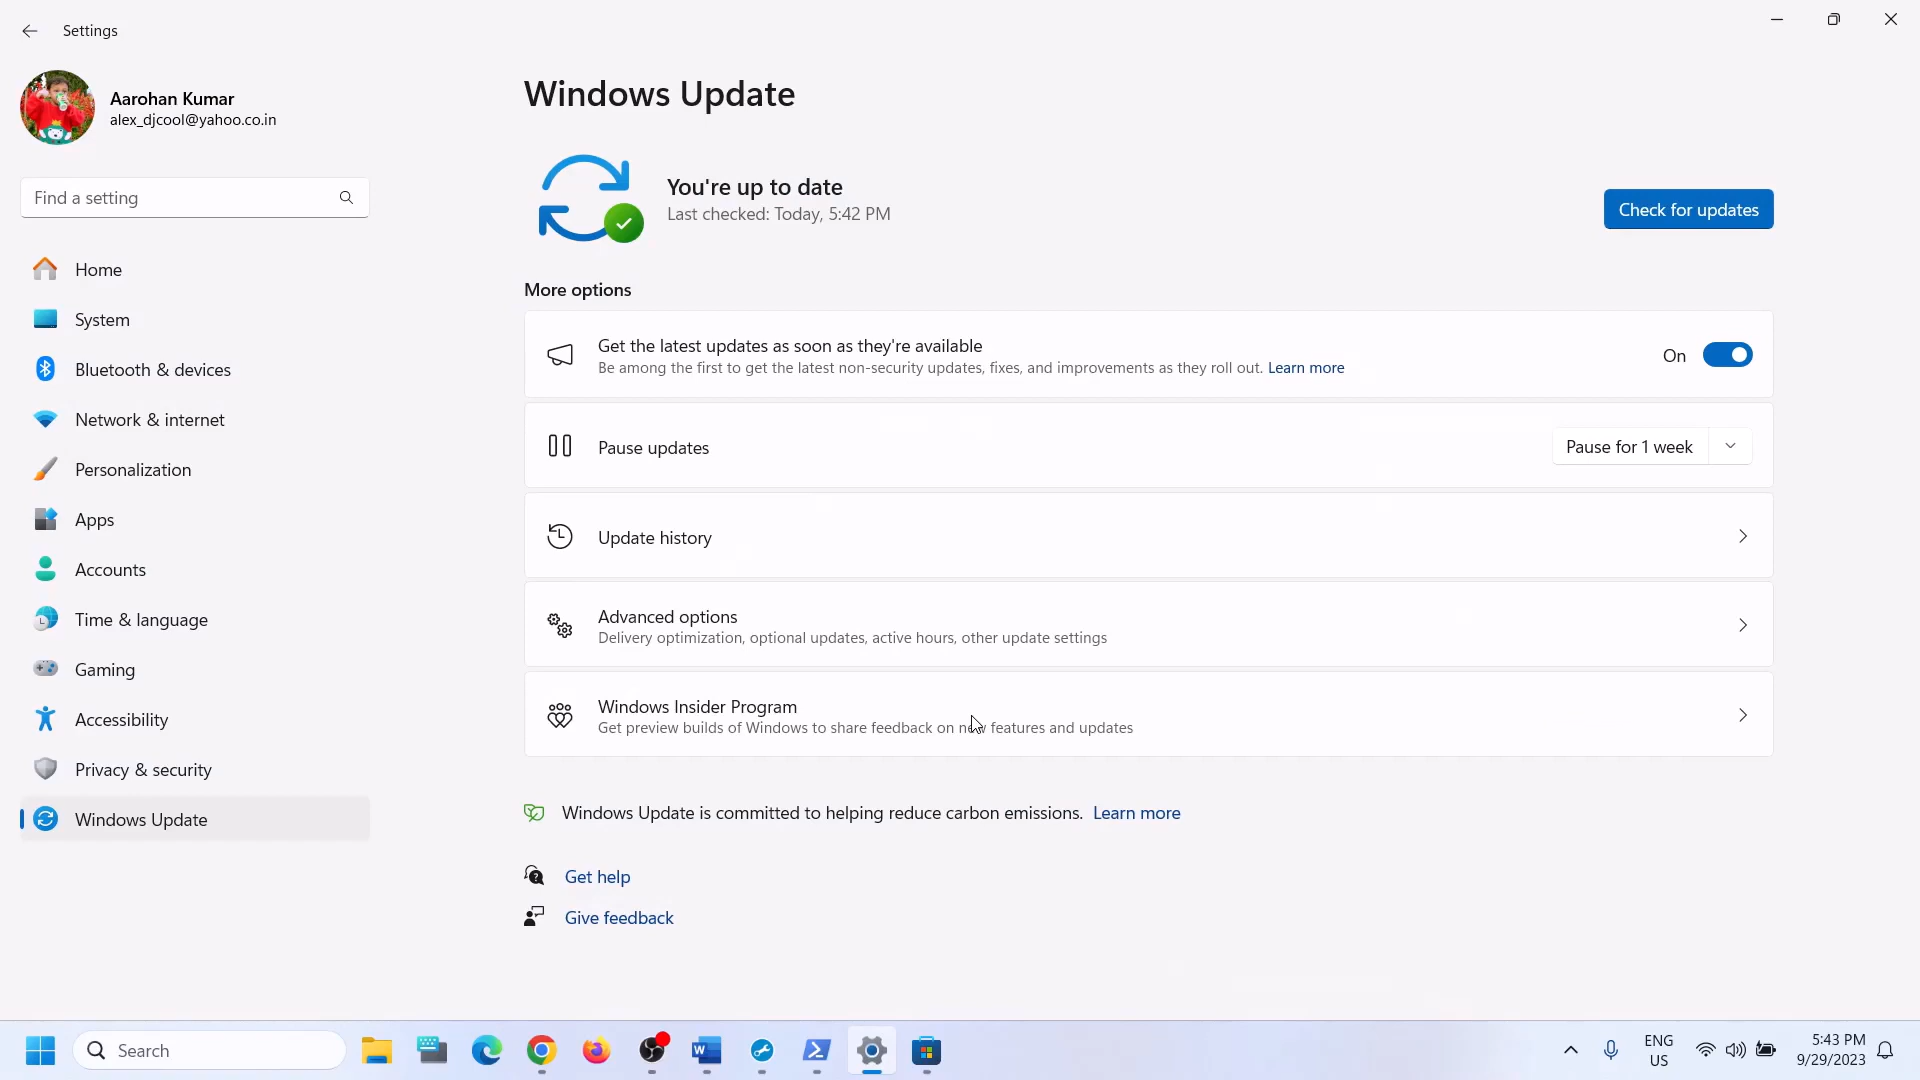 Settings
Aarohan Kumar
alex_djcool@yahoo.co.in
Find a setting
Home
System
Bluetooth & devices
Network & internet
Personalization
Apps
Accounts
Time & language
Gaming
Accessibility
Privacy & security
Windows Update
Windows Update
You're up to date
Last checked: Today, 5:42 PM
Check for updates
More options
Get the latest updates as soon as they're available
Be among the first to get the latest non-security updates, fixes, and improvements as they roll out. Learn more
On
Pause updates
Pause for 1 week
Update history
Advanced options
Delivery optimization, optional updates, active hours, other update settings
Windows Insider Program
Get preview builds of Windows to share feedback on new features and updates
Windows Update is committed to helping reduce carbon emissions. Learn more
Get help
Give feedback
Search
ENG
US
5:43 PM
9/29/2023